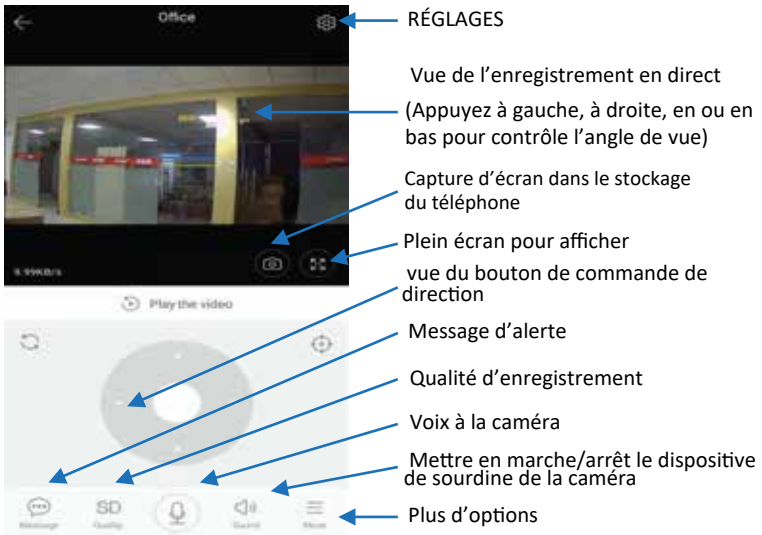 Office
RÉGLAGES
Vue de l'enregistrement en direct
(Appuyez à gauche, à droite, en ou en
bas pour contrôle l'angle de vue)
Capture d'écran dans le stockage
du téléphone
Plein écran pour afficher
9.99KB/s
vue du bouton de commande de
direction
Play the video
Message d'alerte
Qualité d'enregistrement
Voix à la caméra
Mettre en marche/arrêt le dispositive
de sourdine de la caméra
SD
Message
Quality
Sound
More
Plus d'options